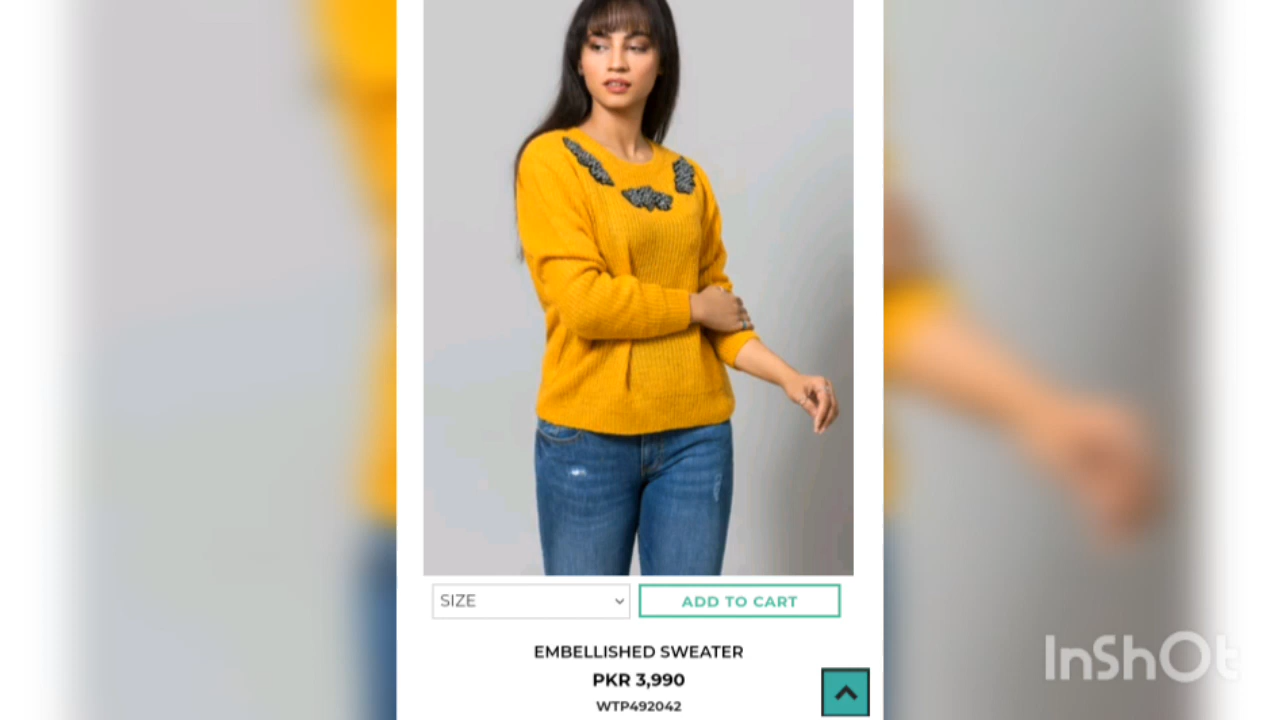 SIZE
ADD TO CART
EMBELLISHED SWEATER
PKR 3,990
WTP492042
InShOt